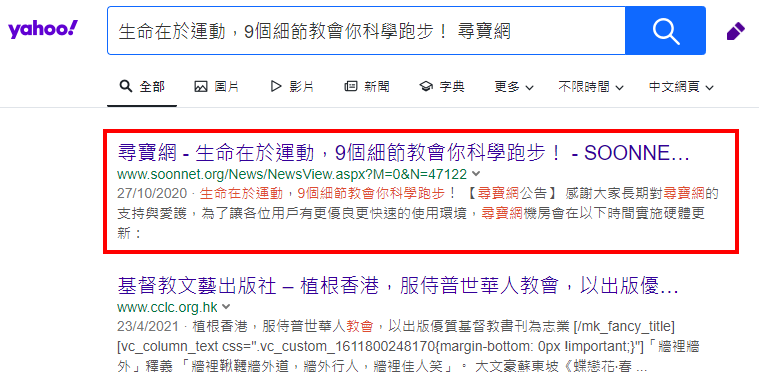 yahoo!
生命在於運動，9個細節教會你科學跑步！ 尋寶網
全部 圖片 影片 新聞 字典 更多 不限時間 中文網頁
尋寶網 - 生命在於運動，9個細節教會你科學跑步！ - SOONNE...
www.soonnet.org/News/NewsView.aspx?M=0&N=47122
27/10/2020 · 生命在於運動，9個細節教會你科學跑步！ 【 尋寶網公告】 感謝大家長期對尋寶網的
支持與愛護，為了讓各位用戶有更優良更快速的使用環境，尋寶網機房會在以下時間實施硬體更
新：
基督教文藝出版社 – 植根香港，服侍普世華人教會，以出版優...
www.cclc.org.hk
23/4/2021 · 植根香港，服侍普世華人教會，以出版優質基督教書刊為志業 [/mk_fancy_title]
[vc_column_text css=".vc_custom_1611800248170{margin-bottom: 0px !important;}"]「牆裡牆
外」釋義 「牆裡鞦韆牆外道，牆外行人，牆裡佳人笑」。 大文豪蘇東坡《蝶戀花·春 ...